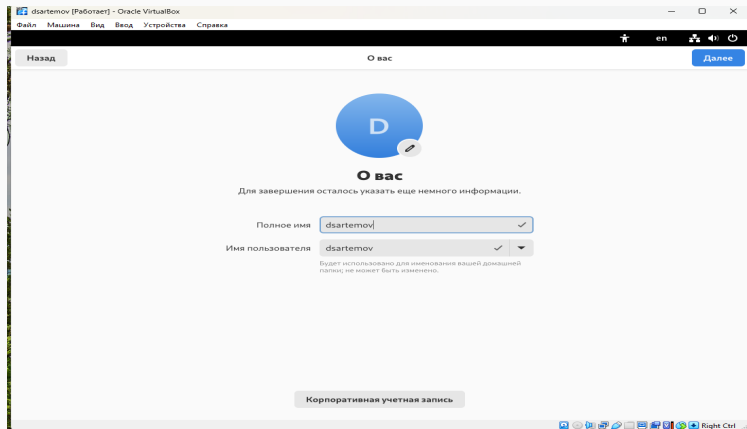 dsartemov [Работает] - Oracle VirtualBox
Файл Машина Вид Ввод Устройства Справка
en
Назад О вас Далее
D
О вас
Для завершения осталось указать еще немного информации.
Полное имя dsartemov
Имя пользователя dsartemov
Будет использовано для именования вашей домашней
папки; не может быть изменено.
Корпоративная учетная запись
Right Ctrl